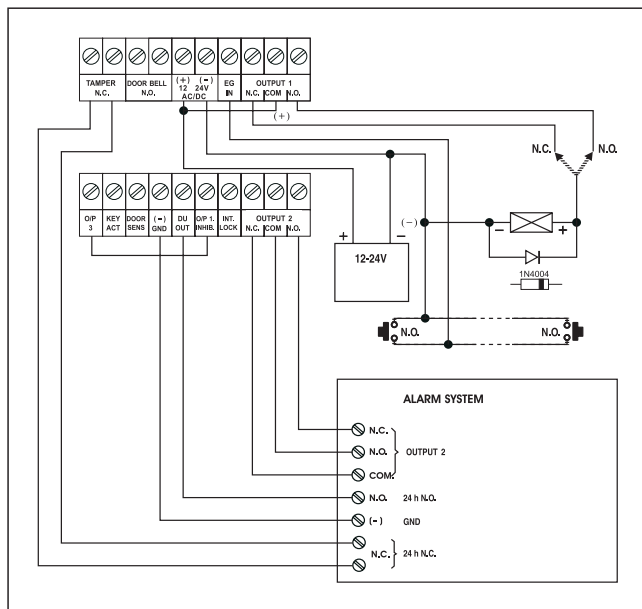 TAMPER N.C.
DOOR BELL N.O.
(+) (-)
12 24V
AC/DC
EG IN
OUTPUT 1
N.C. COM N.O.
(+)
N.C.
N.O.
O/P 3
KEY ACT
DOOR SENS
(-) GND
DU OUT
O/P 1. INHIB.
INT. LOCK
OUTPUT 2
N.C. COM N.O.
+ -
12-24V
(-)
- +
1N4004
N.O.
N.O.
ALARM SYSTEM
N.C.
N.O. OUTPUT 2
COM.
N.O. 24 h N.O.
(-) GND
N.C. 24 h N.C.